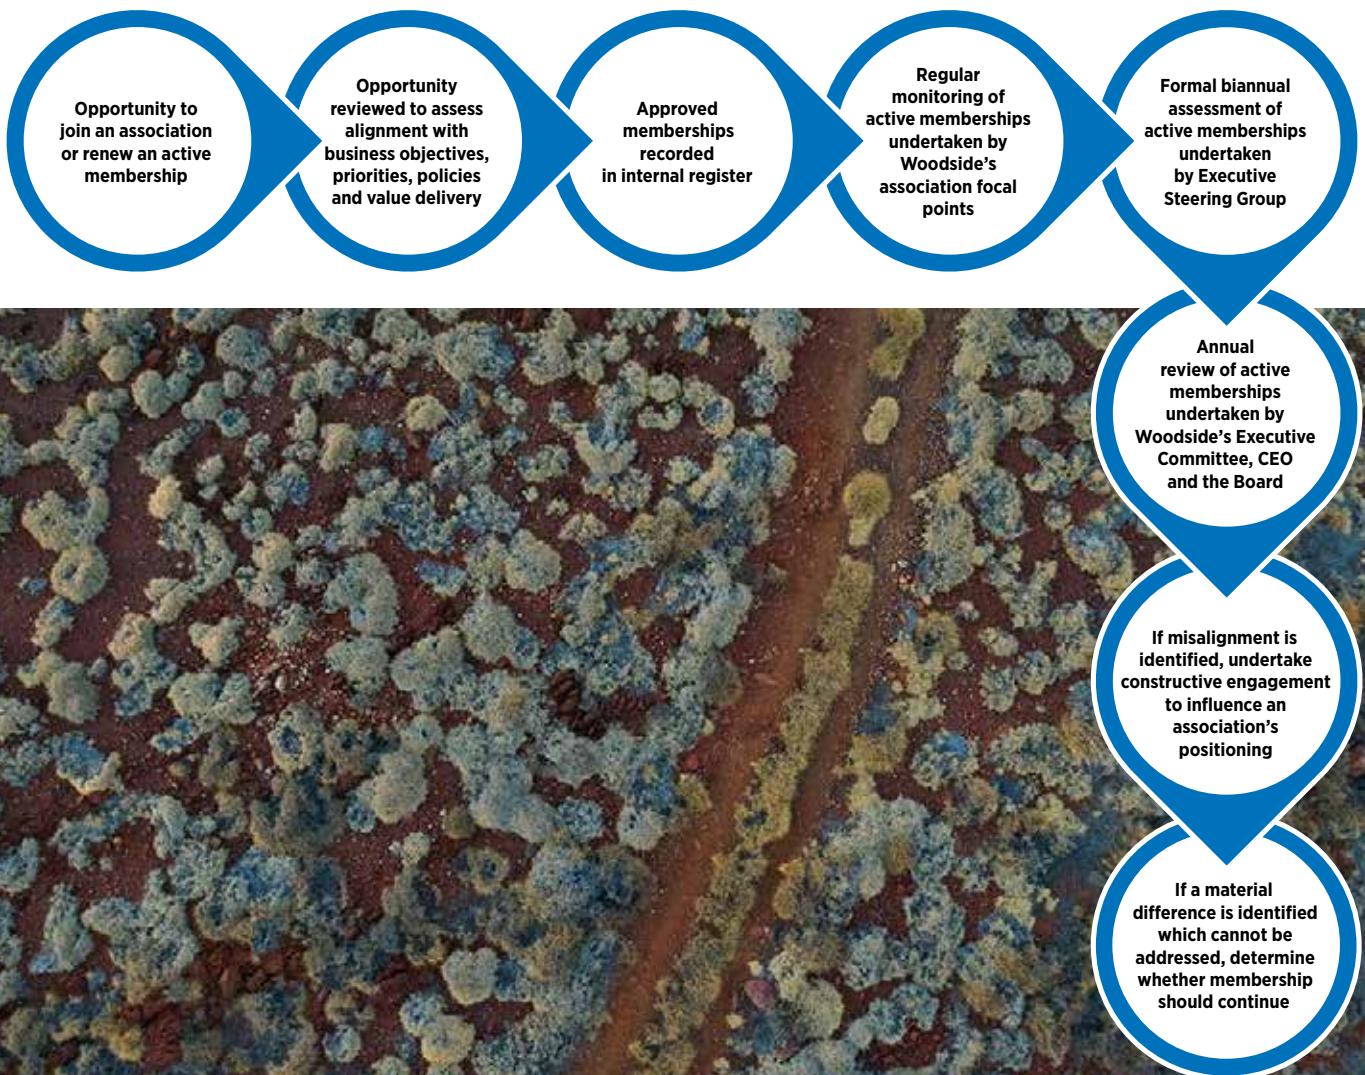 Opportunity to
join an association
or renew an active
membership
Opportunity
reviewed to assess
alignment with
business objectives,
priorities, policies
and value delivery
Approved
memberships
recorded
in internal register
Regular
monitoring of
active memberships
undertaken by
Woodside's
association focal
points
Formal biannual
assessment of
active memberships
undertaken
by Executive
Steering Group
Annual
review of active
memberships
undertaken by
Woodside's Executive
Committee, CEO
and the Board
If misalignment is
identified, undertake
constructive engagement
to influence an
association's
positioning
If a material
difference is identified
which cannot be
addressed, determine
whether membership
should continue